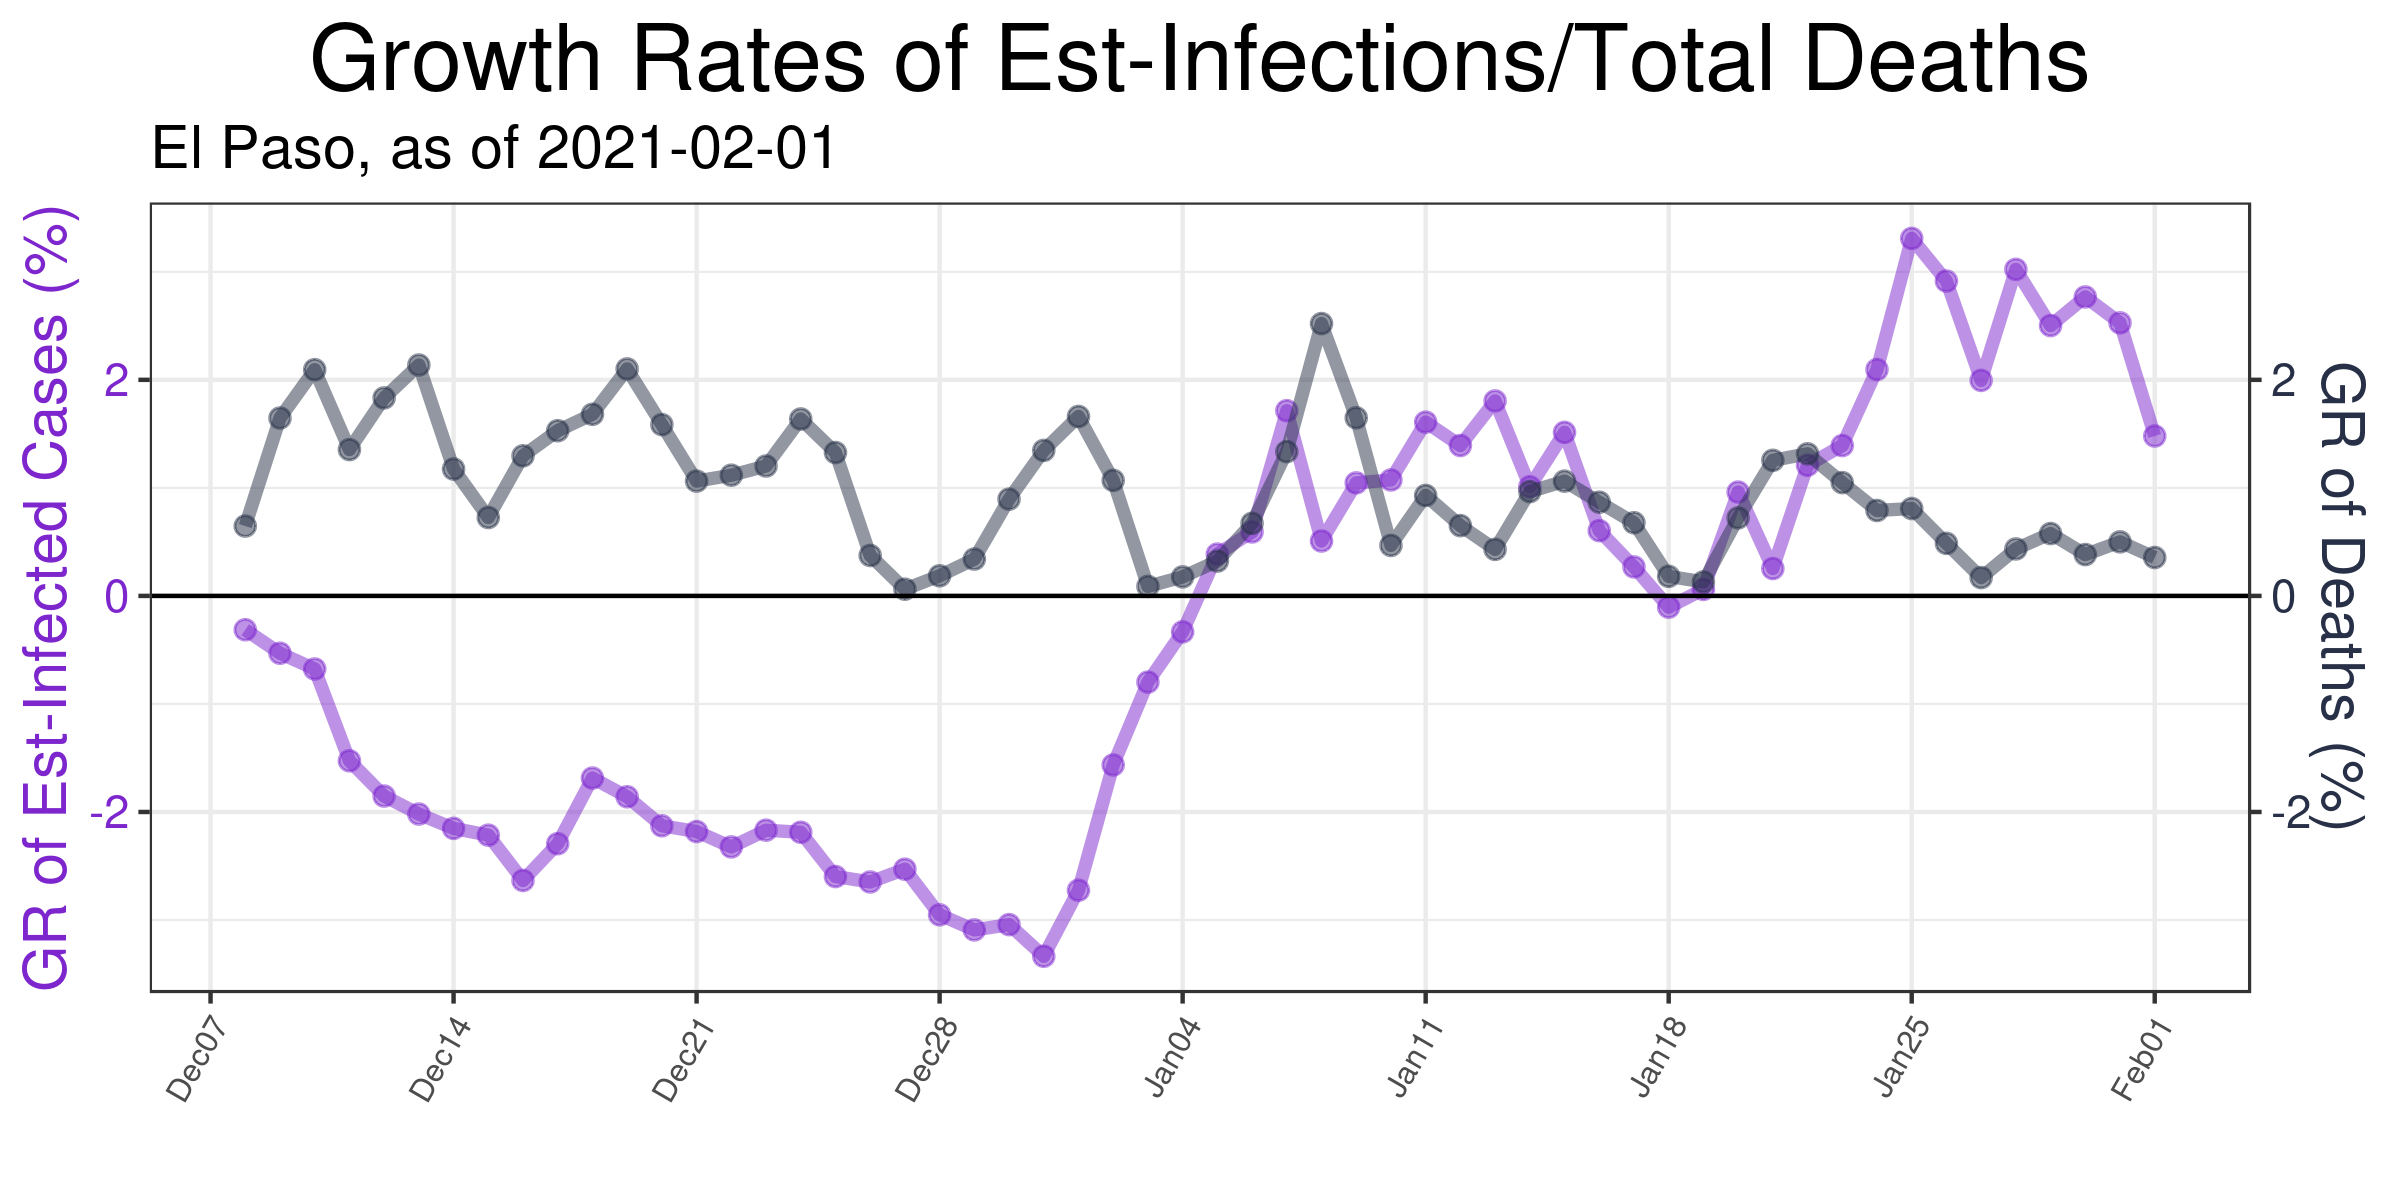 Growth Rates of Est-Infections/Total Deaths
El Paso, as of 2021-02-01
GR of Est-Infected Cases (%)
2
0
-2
2
0
-2
GR of Deaths (%)
Dec07
Dec14
Dec21
Dec28
Jan04
Jan11
Jan18
Jan25
Feb01